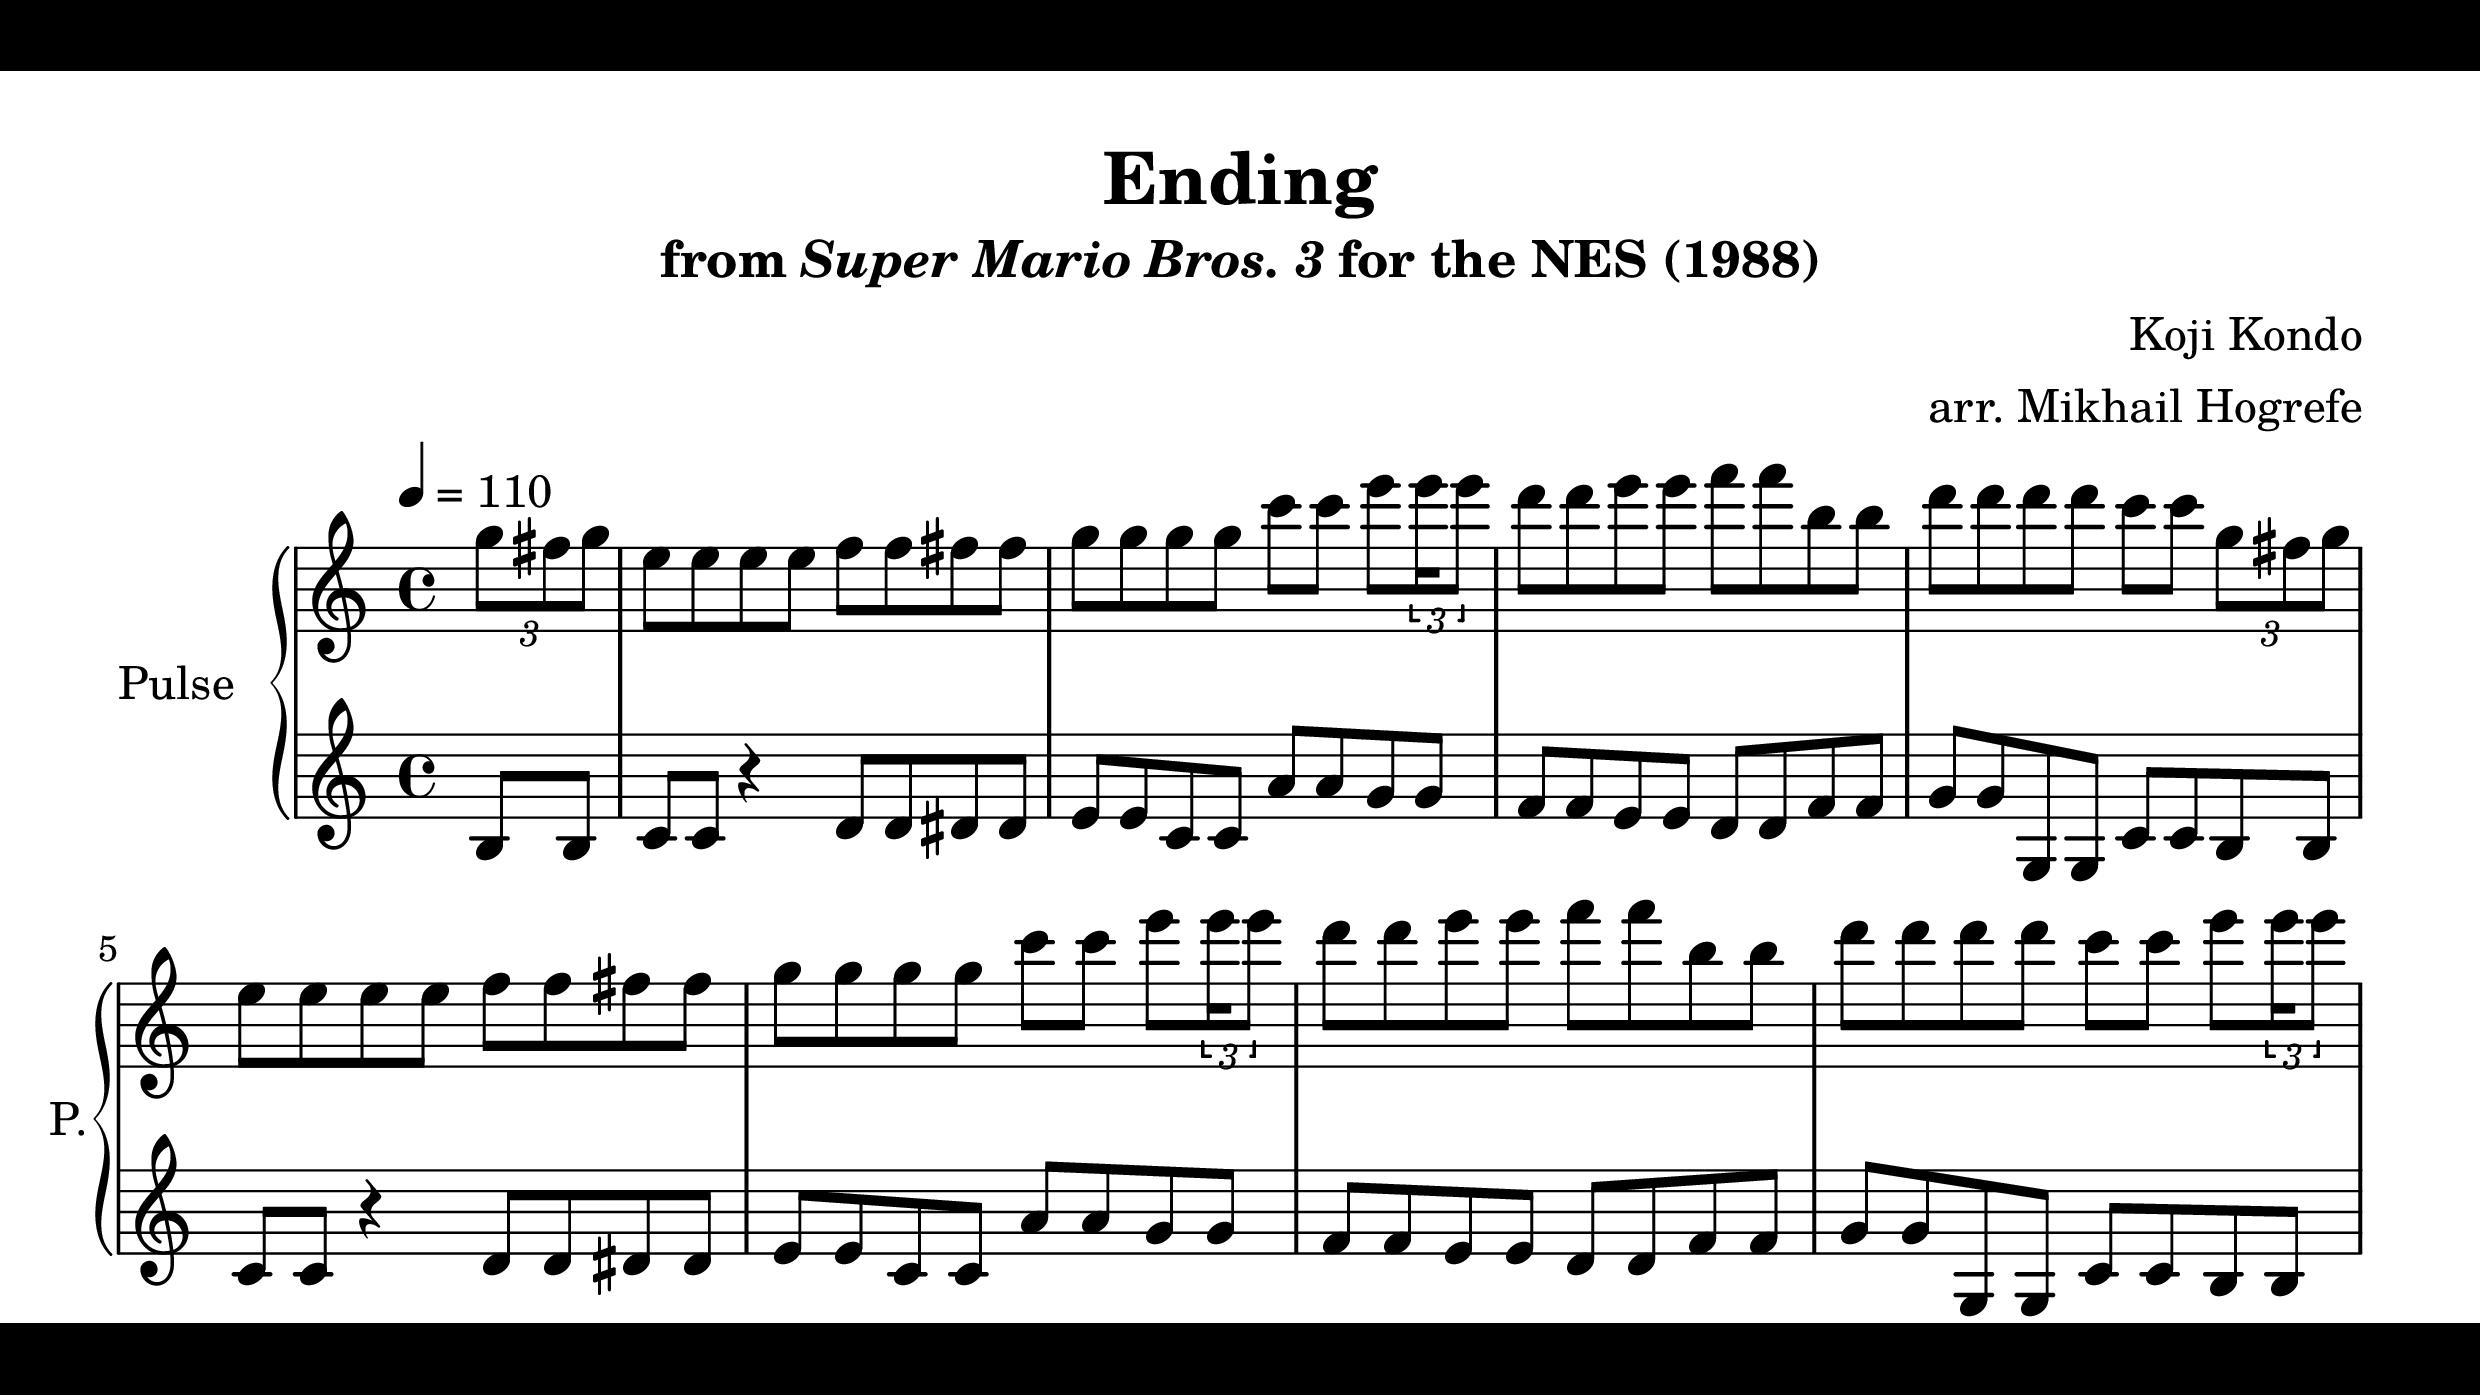 Ending
from Super Mario Bros. 3 for the NES (1988)
Koji Kondo
arr. Mikhail Hogrefe
= 110
3
3
3
Pulse
5
3
3
P.